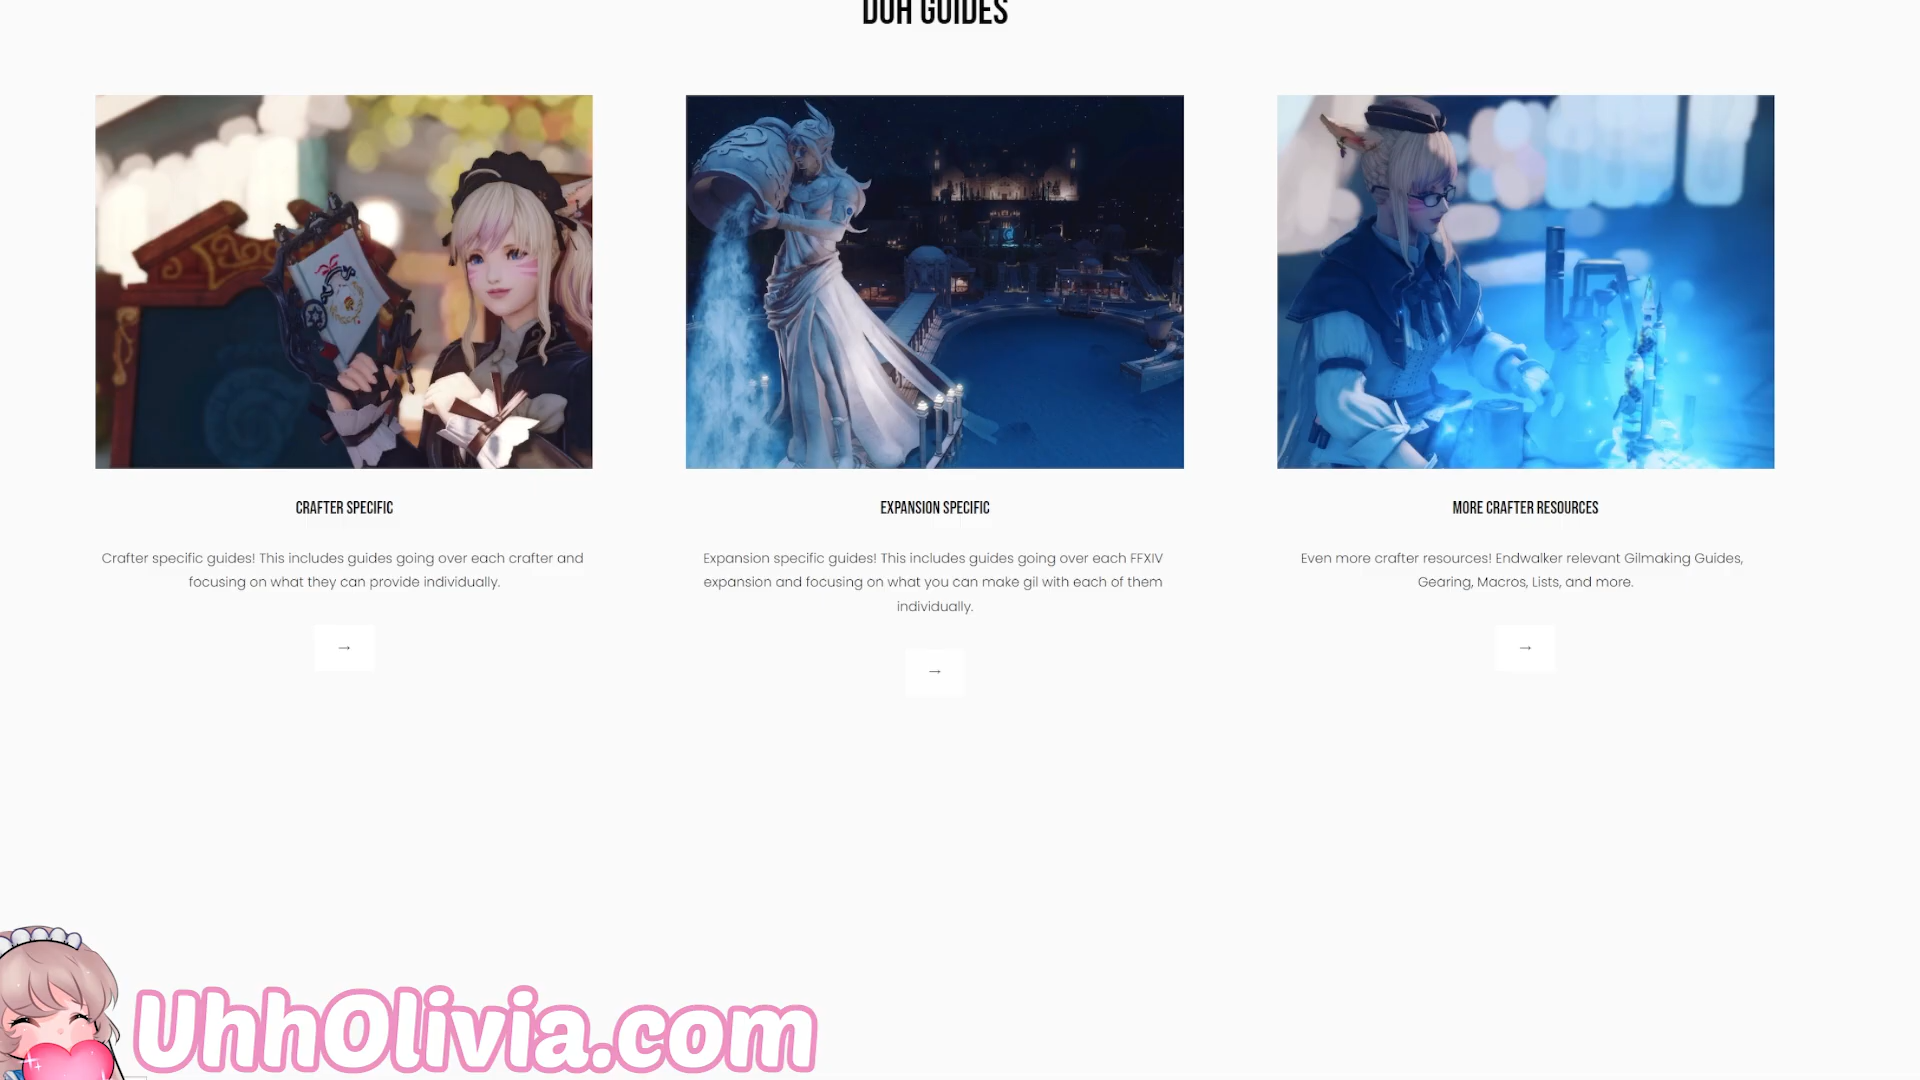 DOH GUIDES
CRAFTER SPECIFIC
Crafter specific guides! This includes guides going over each crafter and
focusing on what they can provide individually.
→
EXPANSION SPECIFIC
Expansion specific guides! This includes guides going over each FFXIV
expansion and focusing on what you can make gil with each of them
individually.
→
MORE CRAFTER RESOURCES
Even more crafter resources! Endwalker relevant Gilmaking Guides,
Gearing, Macros, Lists, and more.
→
UhhOlivia.com